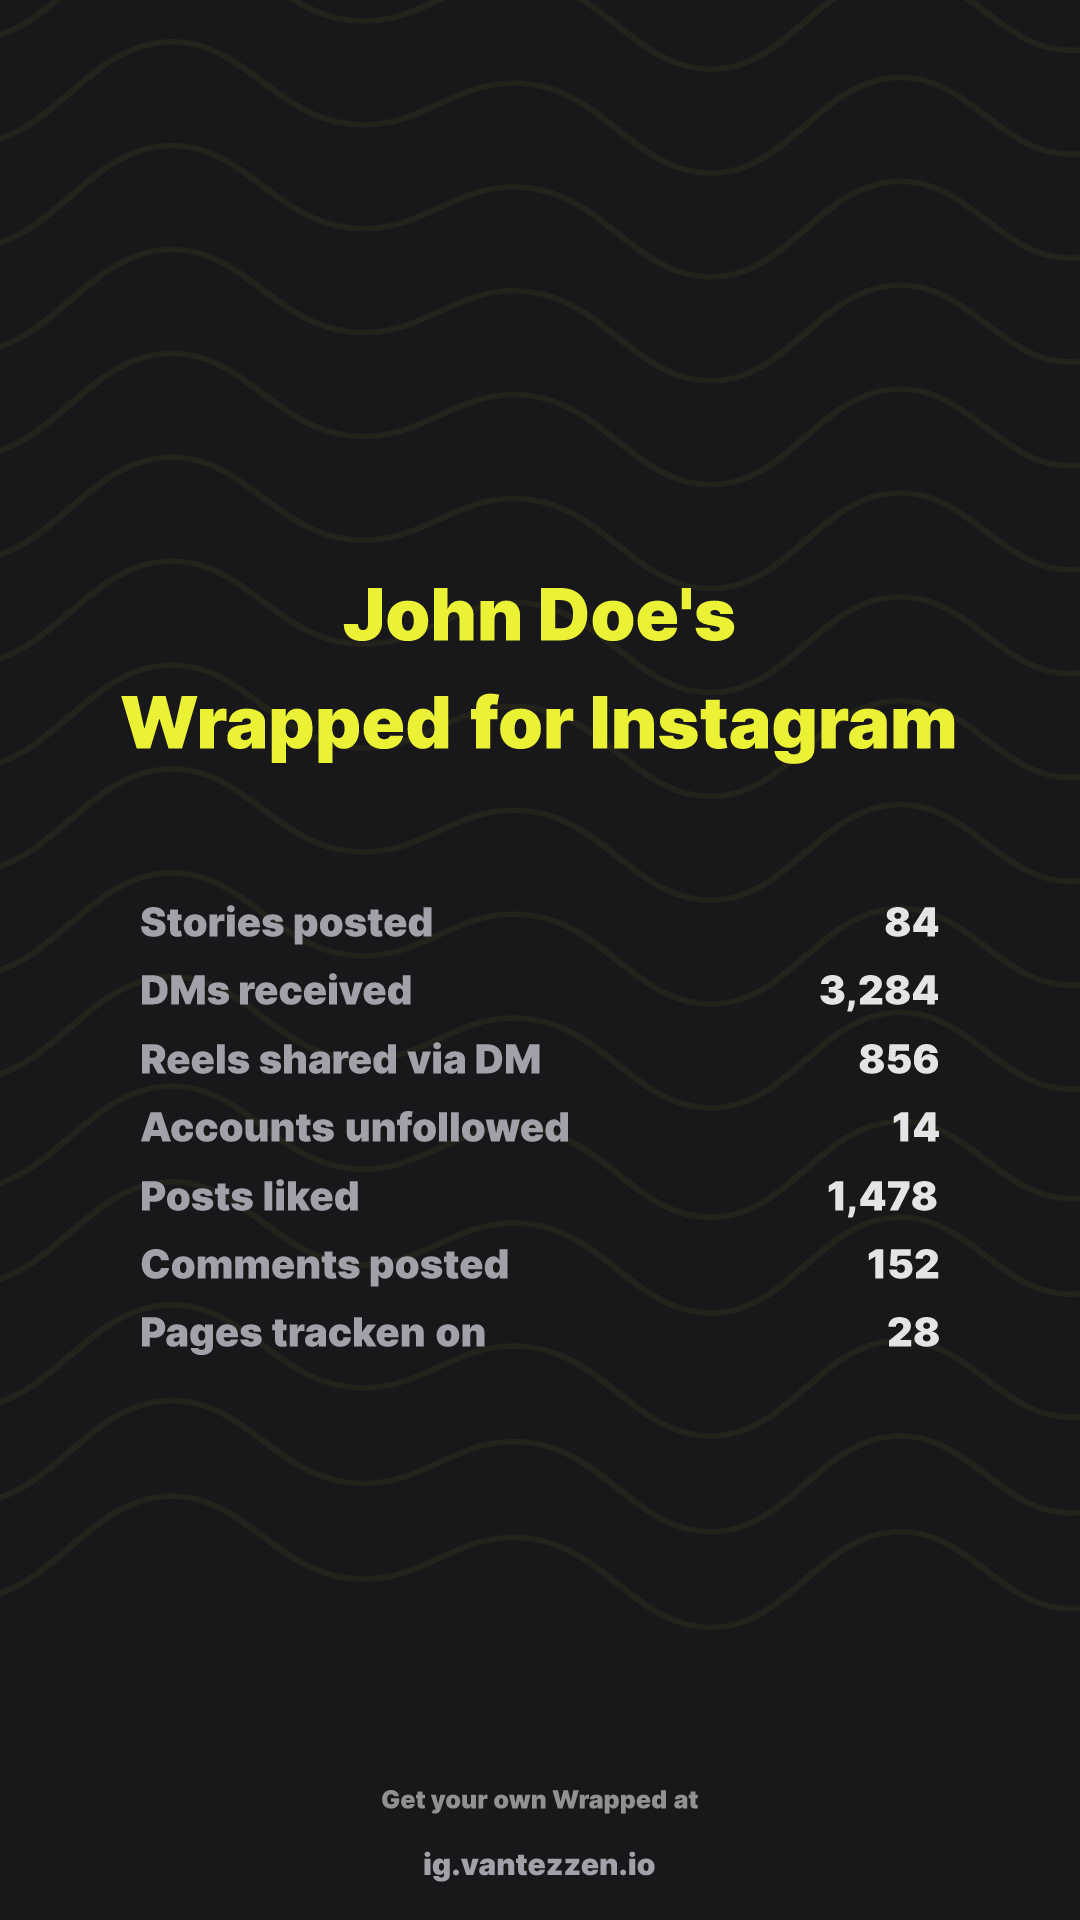 John Doe's
Wrapped for Instagram
Stories posted 84
DMs received 3,284
Reels shared via DM 856
Accounts unfollowed 14
Posts liked 1,478
Comments posted 152
Pages tracken on 28
Get your own Wrapped at
ig.vantezzen.io